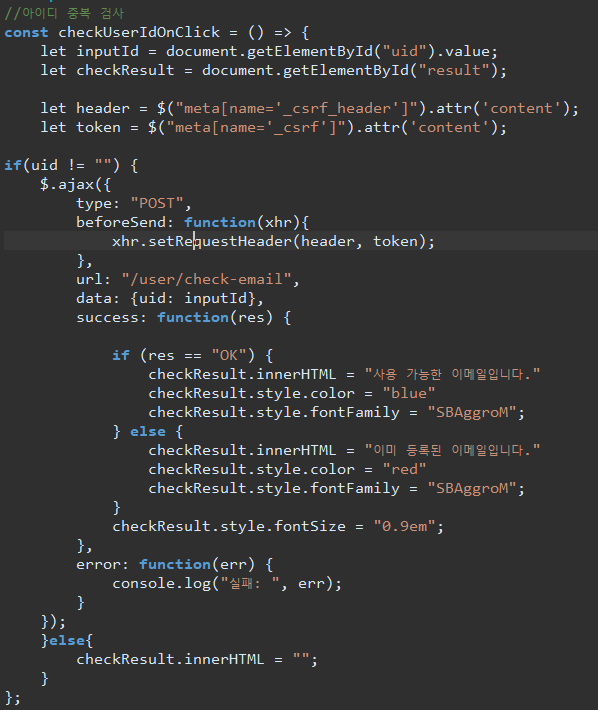 //아이디 중복 검사
const checkUserIdOnClick = () => {
    let inputId = document.getElementById("uid").value;
    let checkResult = document.getElementById("result");

    let header = $("meta[name='_csrf_header']").attr('content');
    let token = $("meta[name='_csrf']").attr('content');

if(uid != "") {
    $.ajax({
        type: "POST",
        beforeSend: function(xhr){
            xhr.setRequestHeader(header, token);
        },
        url: "/user/check-email",
        data: {uid: inputId},
        success: function(res) {

            if (res == "OK") {
                checkResult.innerHTML = "사용 가능한 이메일입니다."
                checkResult.style.color = "blue"
                checkResult.style.fontFamily = "SBAggroM";
            } else {
                checkResult.innerHTML = "이미 등록된 이메일입니다."
                checkResult.style.color = "red"
                checkResult.style.fontFamily = "SBAggroM";
            }
            checkResult.style.fontSize = "0.9em";
        },
        error: function(err) {
            console.log("실패: ", err);
        }
    });
    }else{
        checkResult.innerHTML = "";
    }
};